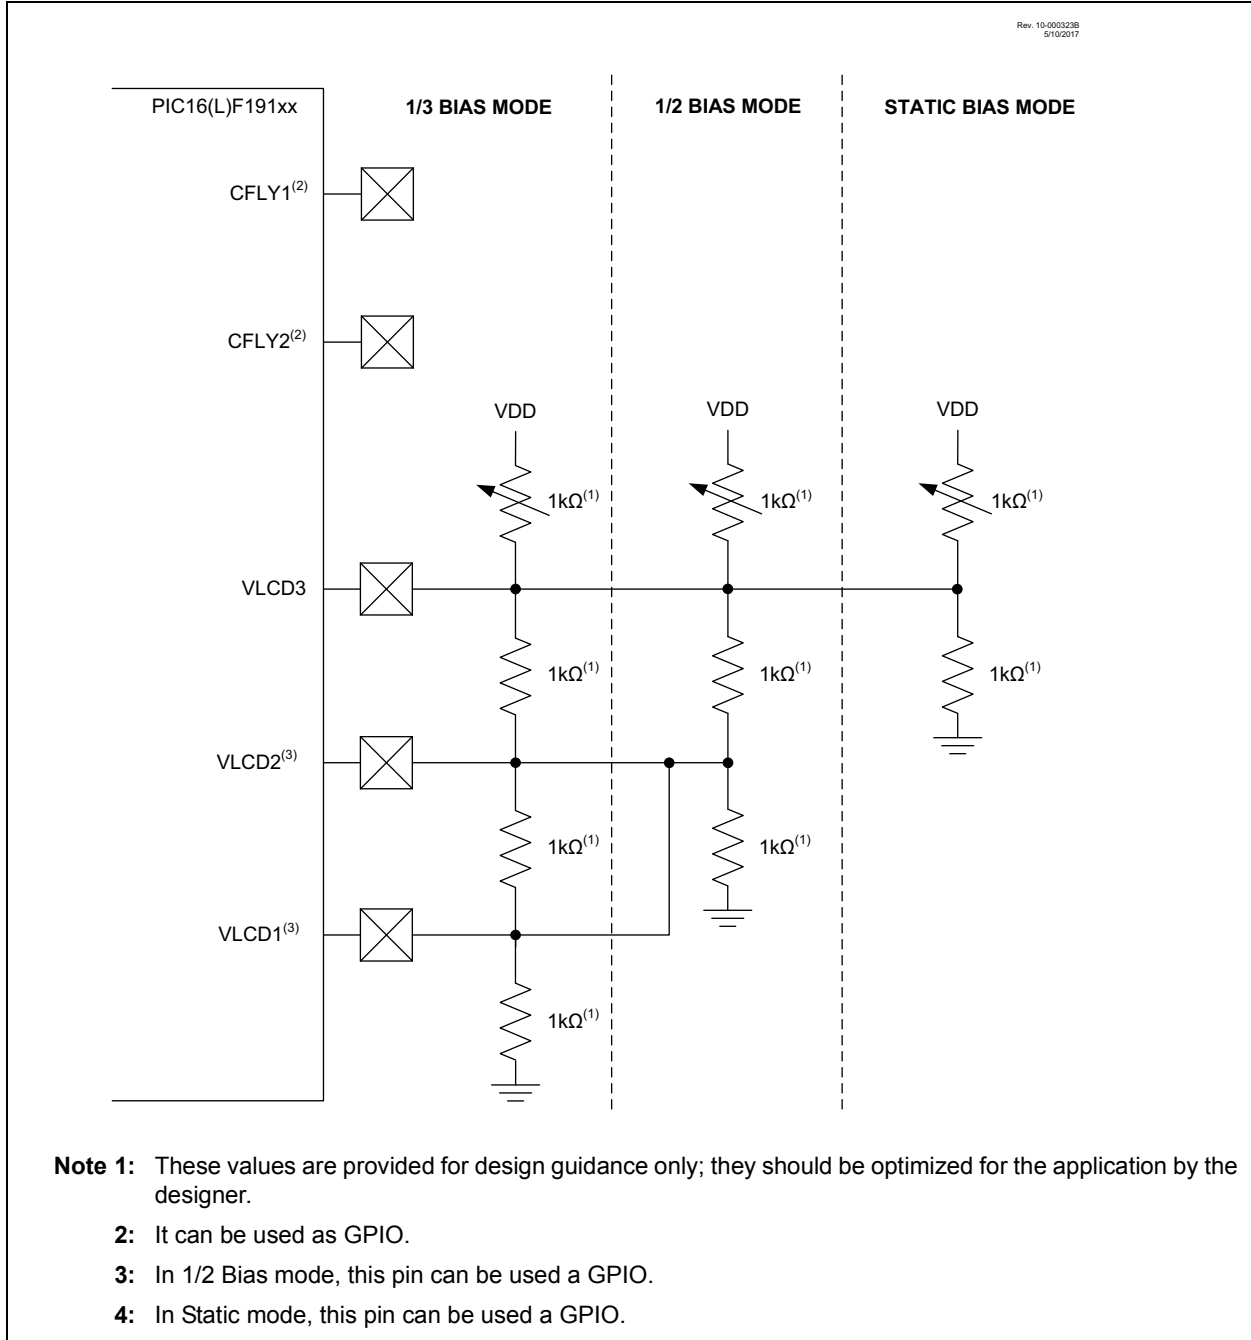 Rev. 10-000323B
5/10/2017
PIC16(L)F191xx
1/3 BIAS MODE
1/2 BIAS MODE
STATIC BIAS MODE
CFLY1(2)
CFLY2(2)
VDD
VDD
VDD
1kΩ(1)
1kΩ(1)
1kΩ(1)
VLCD3
1kΩ(1)
1kΩ(1)
1kΩ(1)
VLCD2(3)
1kΩ(1)
1kΩ(1)
VLCD1(3)
1kΩ(1)
Note 1: These values are provided for design guidance only; they should be optimized for the application by the
designer.
2: It can be used as GPIO.
3: In 1/2 Bias mode, this pin can be used a GPIO.
4: In Static mode, this pin can be used a GPIO.